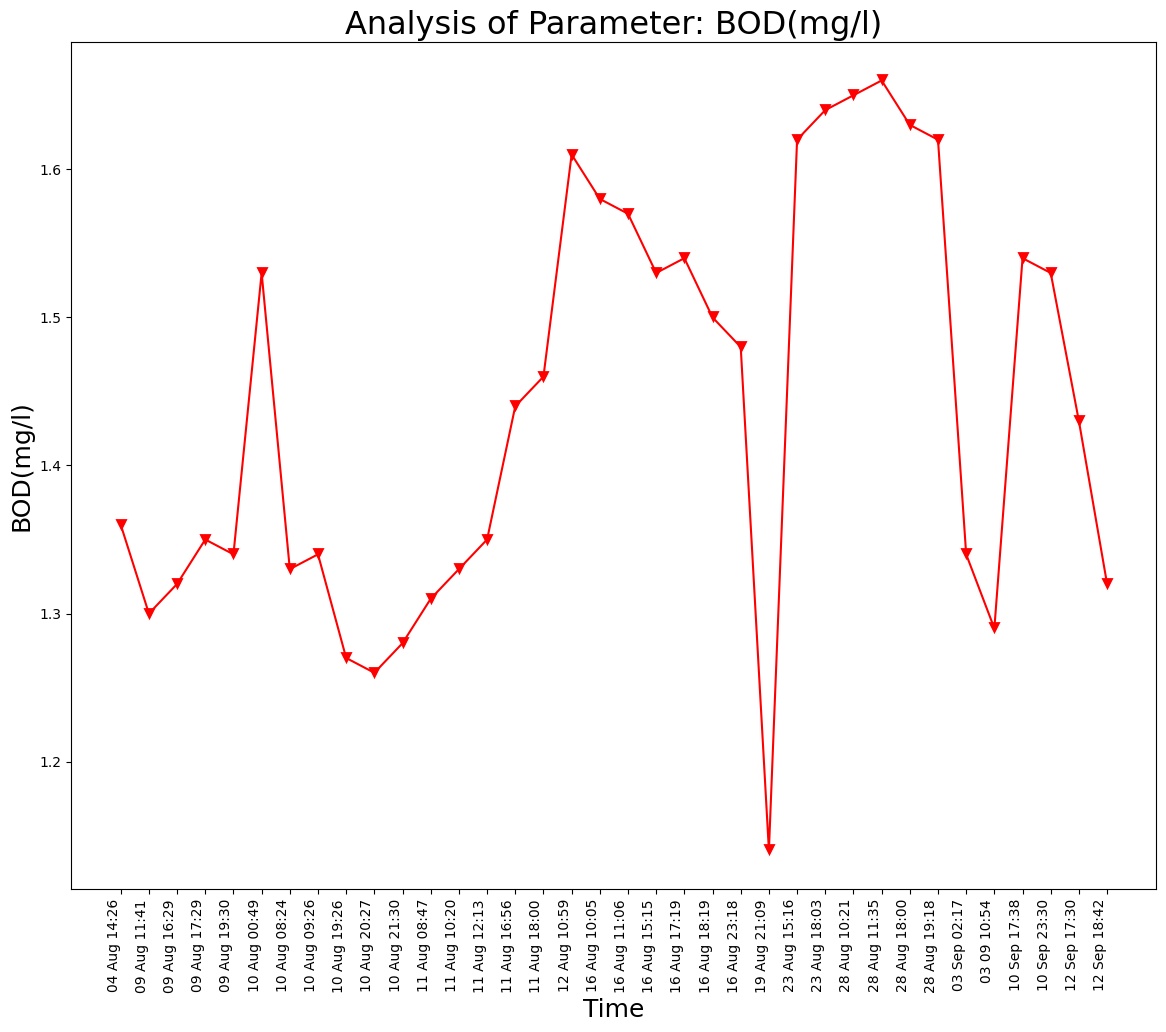 Analysis of Parameter: BOD(mg/l)
BOD(mg/l)
1.6
1.5
1.4
1.3
1.2
04 Aug 14:26
09 Aug 11:41
09 Aug 16:29
09 Aug 17:29
09 Aug 19:30
10 Aug 00:49
10 Aug 08:24
10 Aug 09:26
10 Aug 19:26
10 Aug 20:27
10 Aug 21:30
11 Aug 08:47
11 Aug 10:20
11 Aug 12:13
11 Aug 16:56
11 Aug 18:00
12 Aug 10:59
16 Aug 10:05
16 Aug 11:06
16 Aug 15:15
16 Aug 17:19
16 Aug 18:19
16 Aug 23:18
19 Aug 21:09
23 Aug 15:16
23 Aug 18:03
28 Aug 10:21
28 Aug 11:35
28 Aug 18:00
28 Aug 19:18
03 Sep 02:17
03 09 10:54
10 Sep 17:38
10 Sep 23:30
12 Sep 17:30
12 Sep 18:42
Time